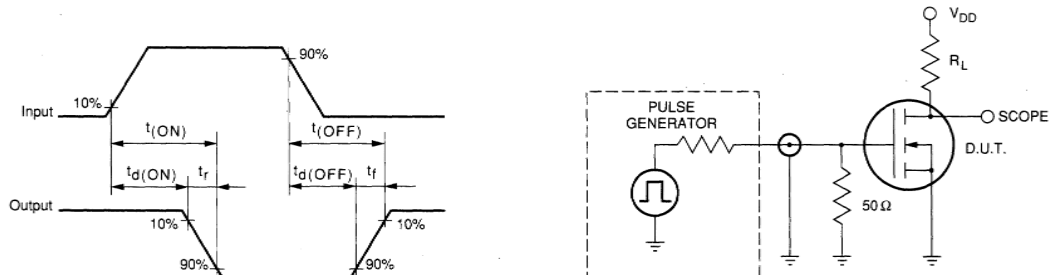 Input
10%
90%
t(ON)
t(OFF)
td(ON)
tr
td(OFF)
tf
Output
10%
10%
90%
90%
PULSE
GENERATOR
VDD
RL
SCOPE
D.U.T.
50Ω